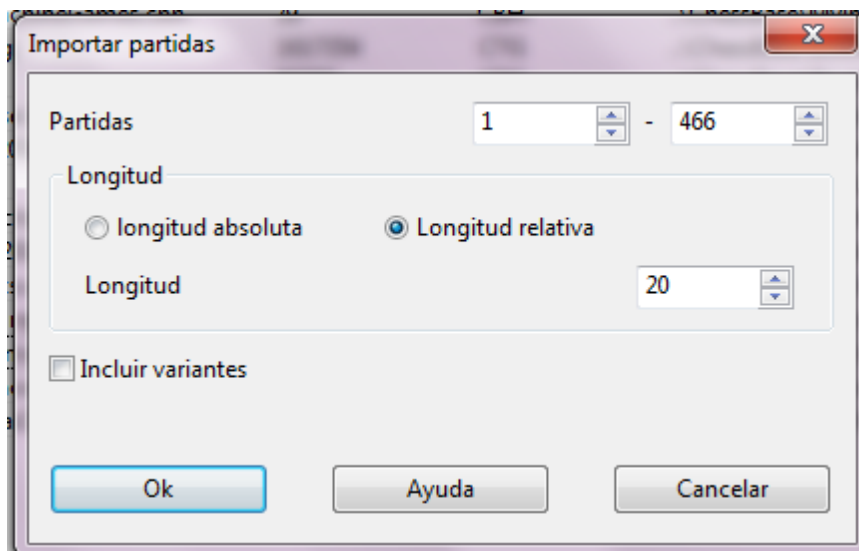 Importar partidas
Partidas 1 - 466
Longitud
longitud absoluta Longitud relativa
Longitud 20
Incluir variantes
Ok Ayuda Cancelar